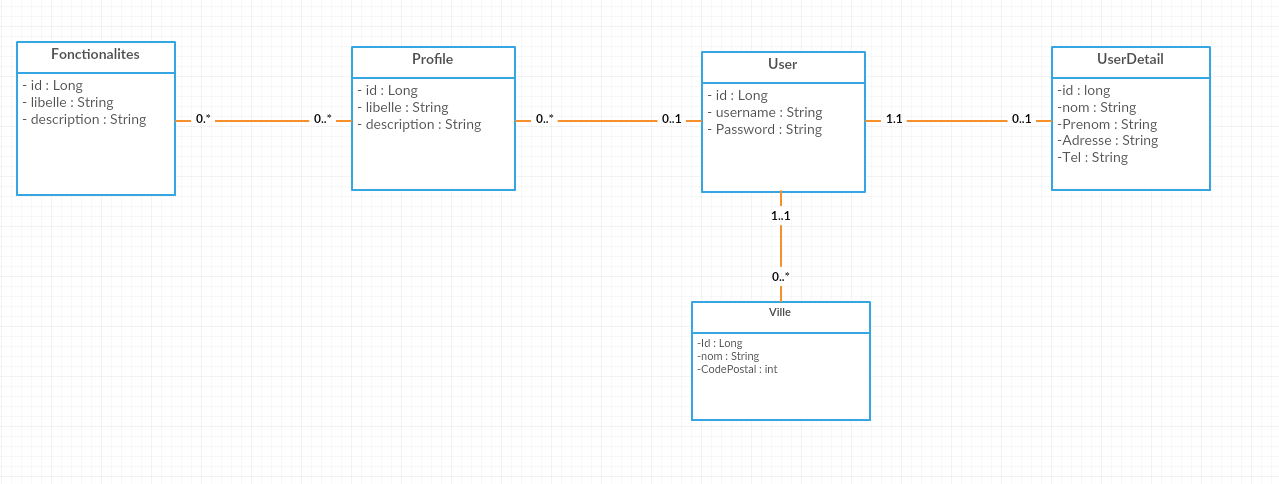 Fonctionalites
- id : Long
- libelle : String
- description : String
0.*
0..*
Profile
- id : Long
- libelle : String
- description : String
0..*
0..1
User
- id : Long
- username : String
- Password : String
1.1
0..1
UserDetail
-id : long
-nom : String
-Prenom : String
-Adresse : String
-Tel : String
1..1
0..*
Ville
-Id : Long
-nom : String
-CodePostal : int